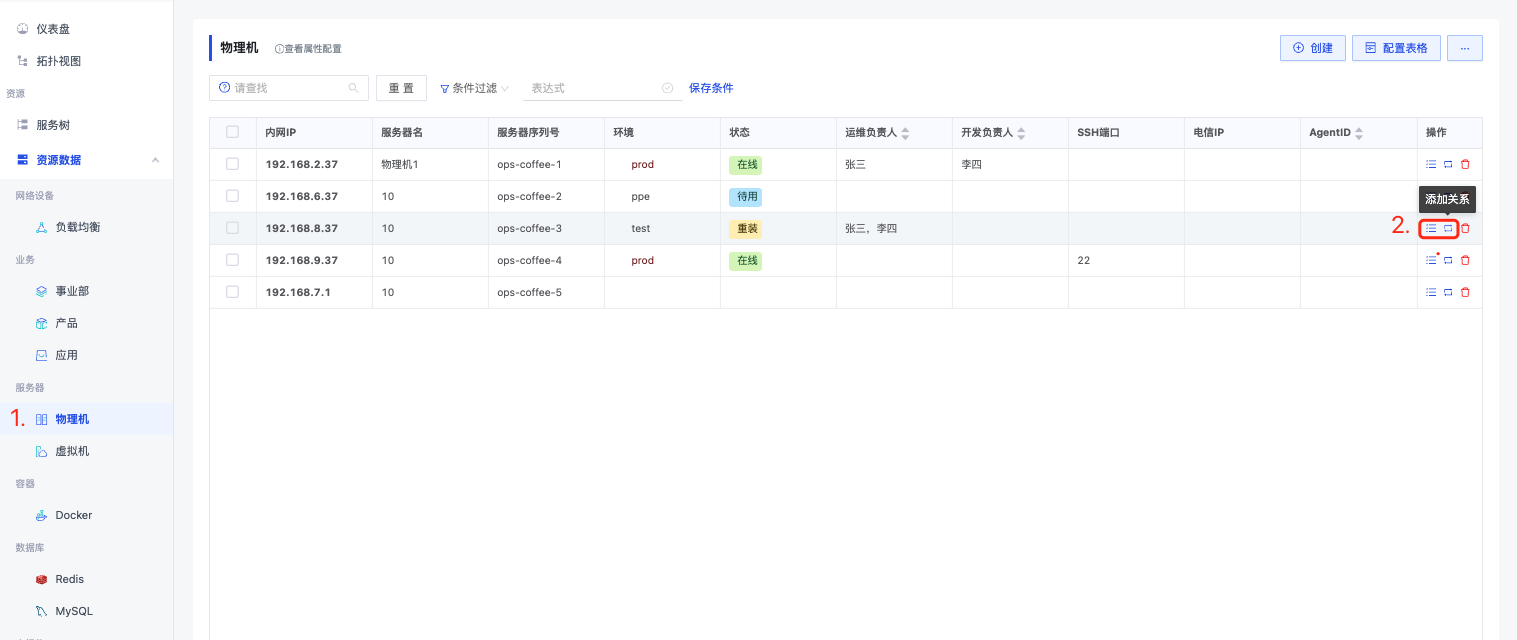 仪表盘
拓扑视图
资源
服务树
资源数据
网络设备
负载均衡
业务
事业部
产品
应用
服务器
1. 物理机
虚拟机
容器
Docker
数据库
Redis
MySQL
物理机 查看属性配置
创建 配置表格 ...
请查找 重 置 条件过滤 表达式 保存条件
内网IP 服务器名 服务器序列号 环境 状态 运维负责人 开发负责人 SSH端口 电信IP AgentID 操作
192.168.2.37 物理机1 ops-coffee-1 prod 在线 张三 李四
192.168.6.37 10 ops-coffee-2 ppe 待用
添加关系
192.168.8.37 10 ops-coffee-3 test 重装 张三，李四 2.
192.168.9.37 10 ops-coffee-4 prod 在线 22
192.168.7.1 10 ops-coffee-5